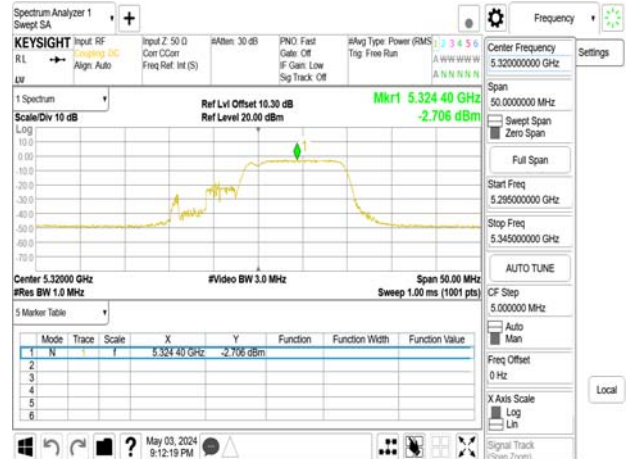 Spectrum Analyzer 1
Swept SA
+
Frequency
KEYSIGHT
RL
Input: RF
Coupling: DC
Align: Auto
Input Z: 50 Ω
Corr CCorr
Freq Ref: Int (S)
#Atten: 30 dB
PNO: Fast
Gate: Off
IF Gain: Low
Sig Track: Off
#Avg Type: Power (RMS
Trig: Free Run
1 2 3 4 5 6
A W W W W W
A N N N N N
1 Spectrum
Scale/Div 10 dB
Log
Ref Lvl Offset 10.30 dB
Ref Level 20.00 dBm
Mkr1 5.324 40 GHz
-2.706 dBm
1
10.0
0.00
-10.0
-20.0
-30.0
-40.0
-50.0
-60.0
-70.0
Center 5.32000 GHz
#Res BW 1.0 MHz
#Video BW 3.0 MHz
Span 50.00 MHz
Sweep 1.00 ms (1001 pts)
5 Marker Table
Mode Trace Scale X Y Function Function Width Function Value
1 N 1 f 5.324 40 GHz -2.706 dBm
2
3
4
5
6
May 03, 2024
9:12:19 PM
Center Frequency
5.320000000 GHz
Settings
Span
50.0000000 MHz
Swept Span
Zero Span
Full Span
Start Freq
5.295000000 GHz
Stop Freq
5.345000000 GHz
AUTO TUNE
CF Step
5.000000 MHz
Auto
Man
Freq Offset
0 Hz
X Axis Scale
Log
Lin
Local
Signal Track
(Span Zoom)